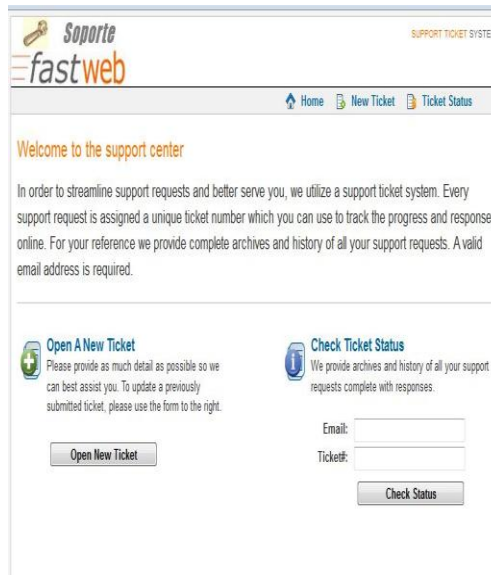 Soporte
fastweb
SUPPORT TICKET SYSTE
Home New Ticket Ticket Status
Welcome to the support center
In order to streamline support requests and better serve you, we utilize a support ticket system. Every
support request is assigned a unique ticket number which you can use to track the progress and response
online. For your reference we provide complete archives and history of all your support requests. A valid
email address is required.
Open A New Ticket
Please provide as much detail as possible so we
can best assist you. To update a previously
submitted ticket, please use the form to the right.
Open New Ticket
Check Ticket Status
We provide archives and history of all your support
requests complete with responses.
Email:
Ticket#:
Check Status